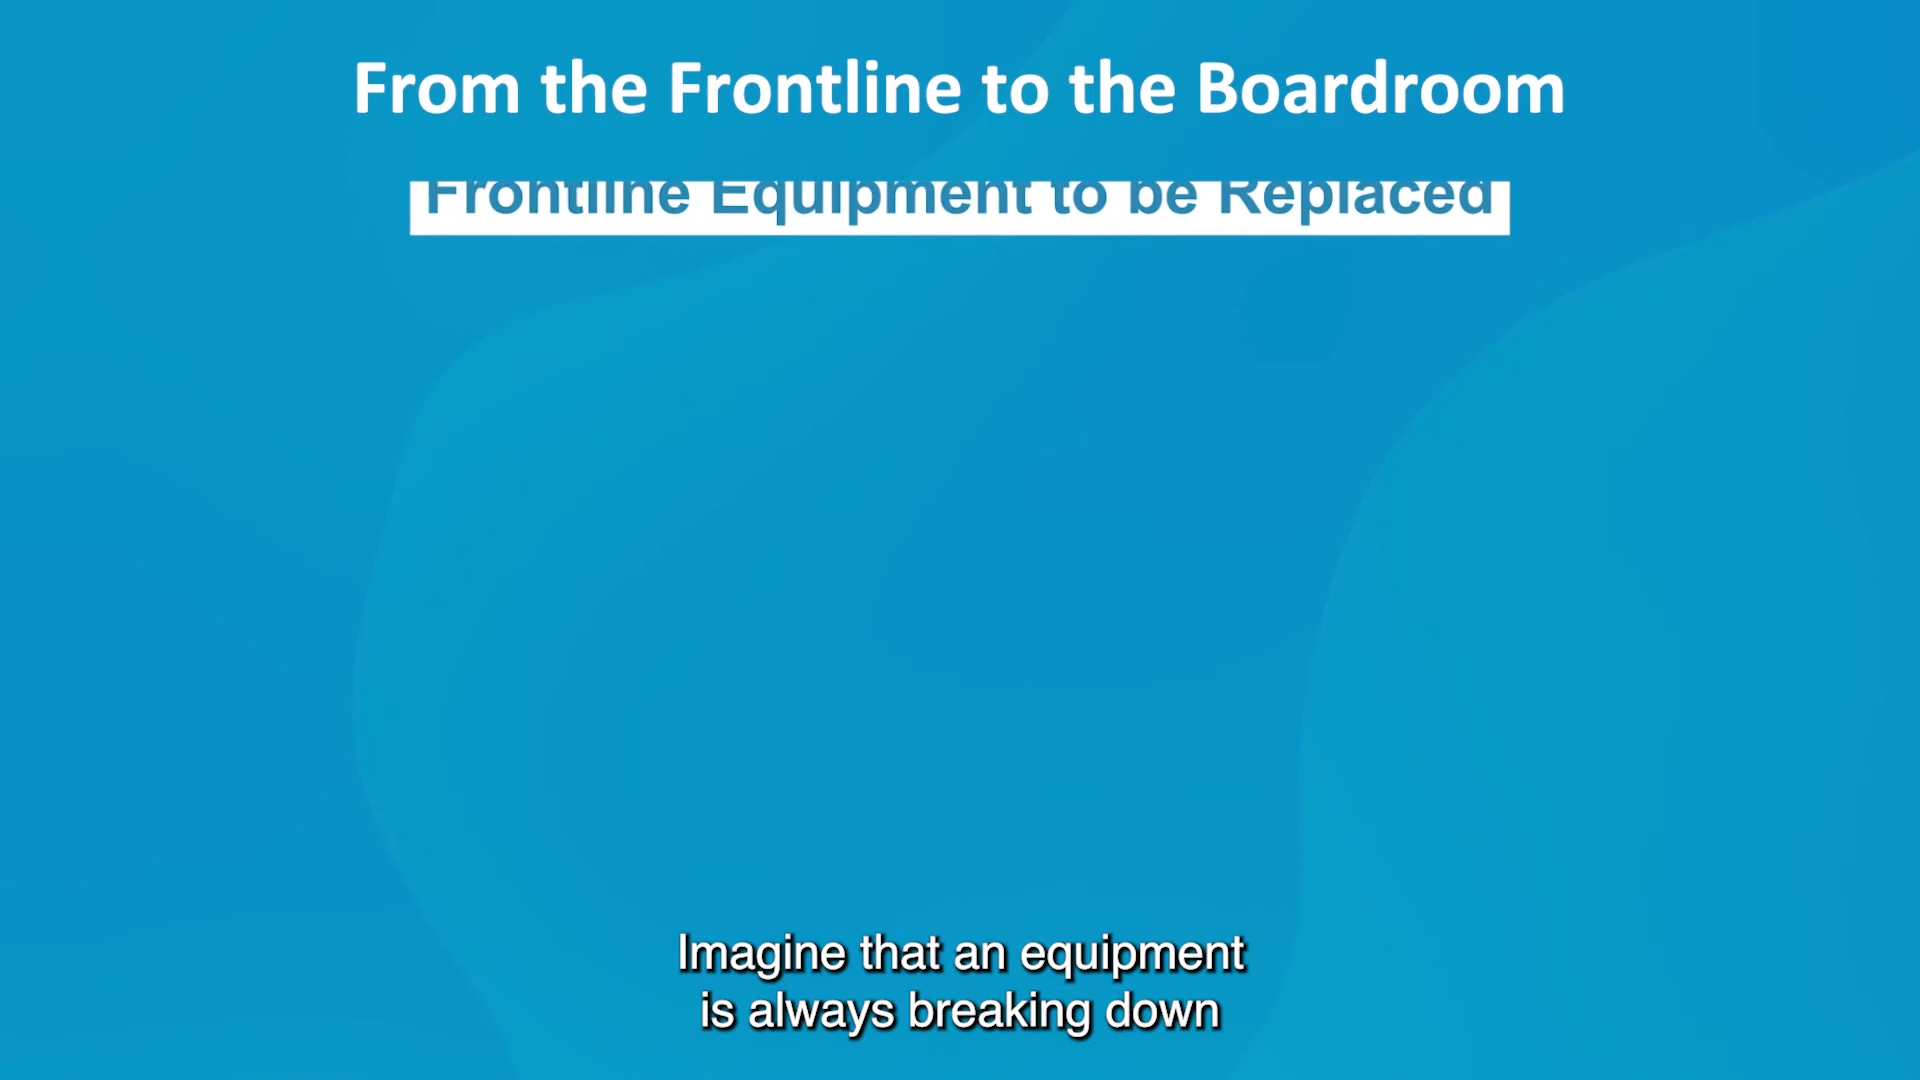 From the Frontline to the Boardroom
Frontline Equipment to be Replaced
Imagine that an equipment
is always breaking down